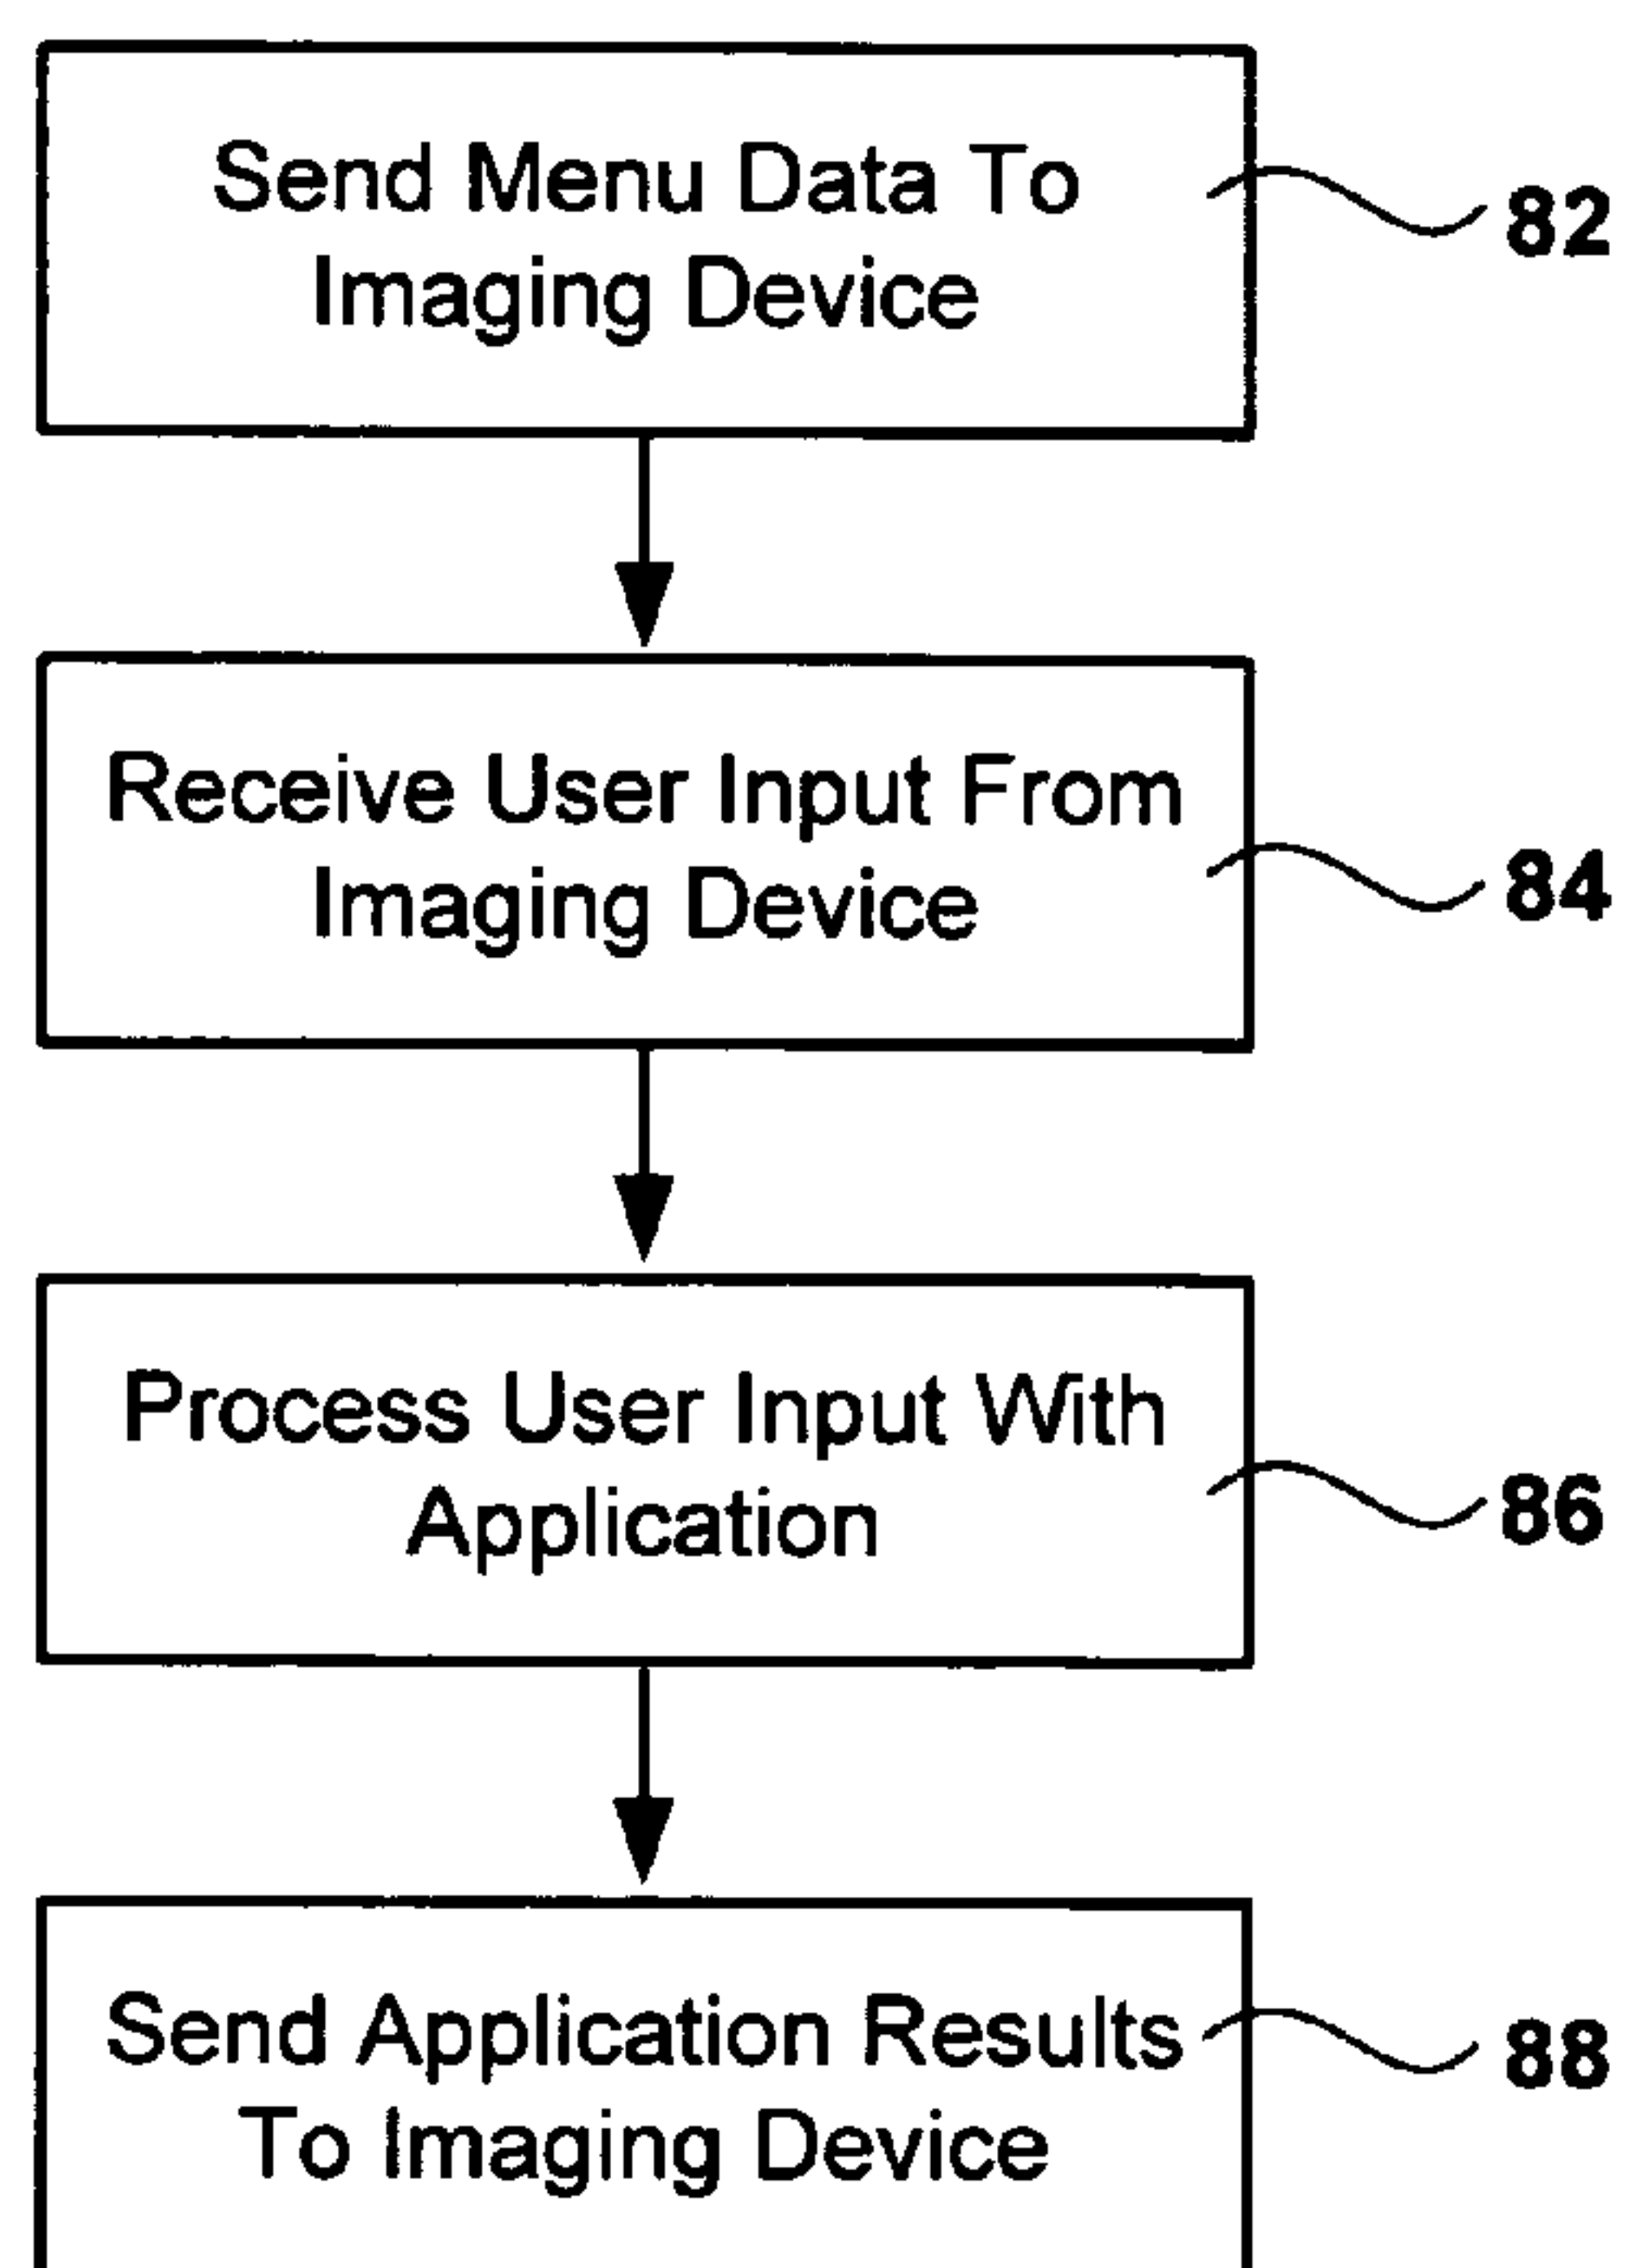 Send Menu Data To
Imaging Device
82
Receive User Input From
Imaging Device
84
Process User Input With
Application
86
Send Application Results
To Imaging Device
88